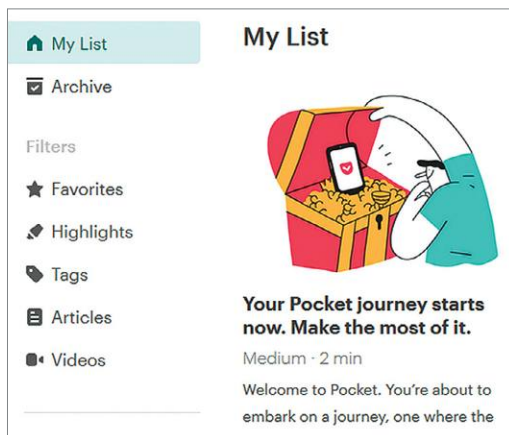 My List
Archive
Filters
Favorites
Highlights
Tags
Articles
Videos
My List
Your Pocket journey starts
now. Make the most of it.
Medium · 2 min
Welcome to Pocket. You're about to
embark on a journey, one where the